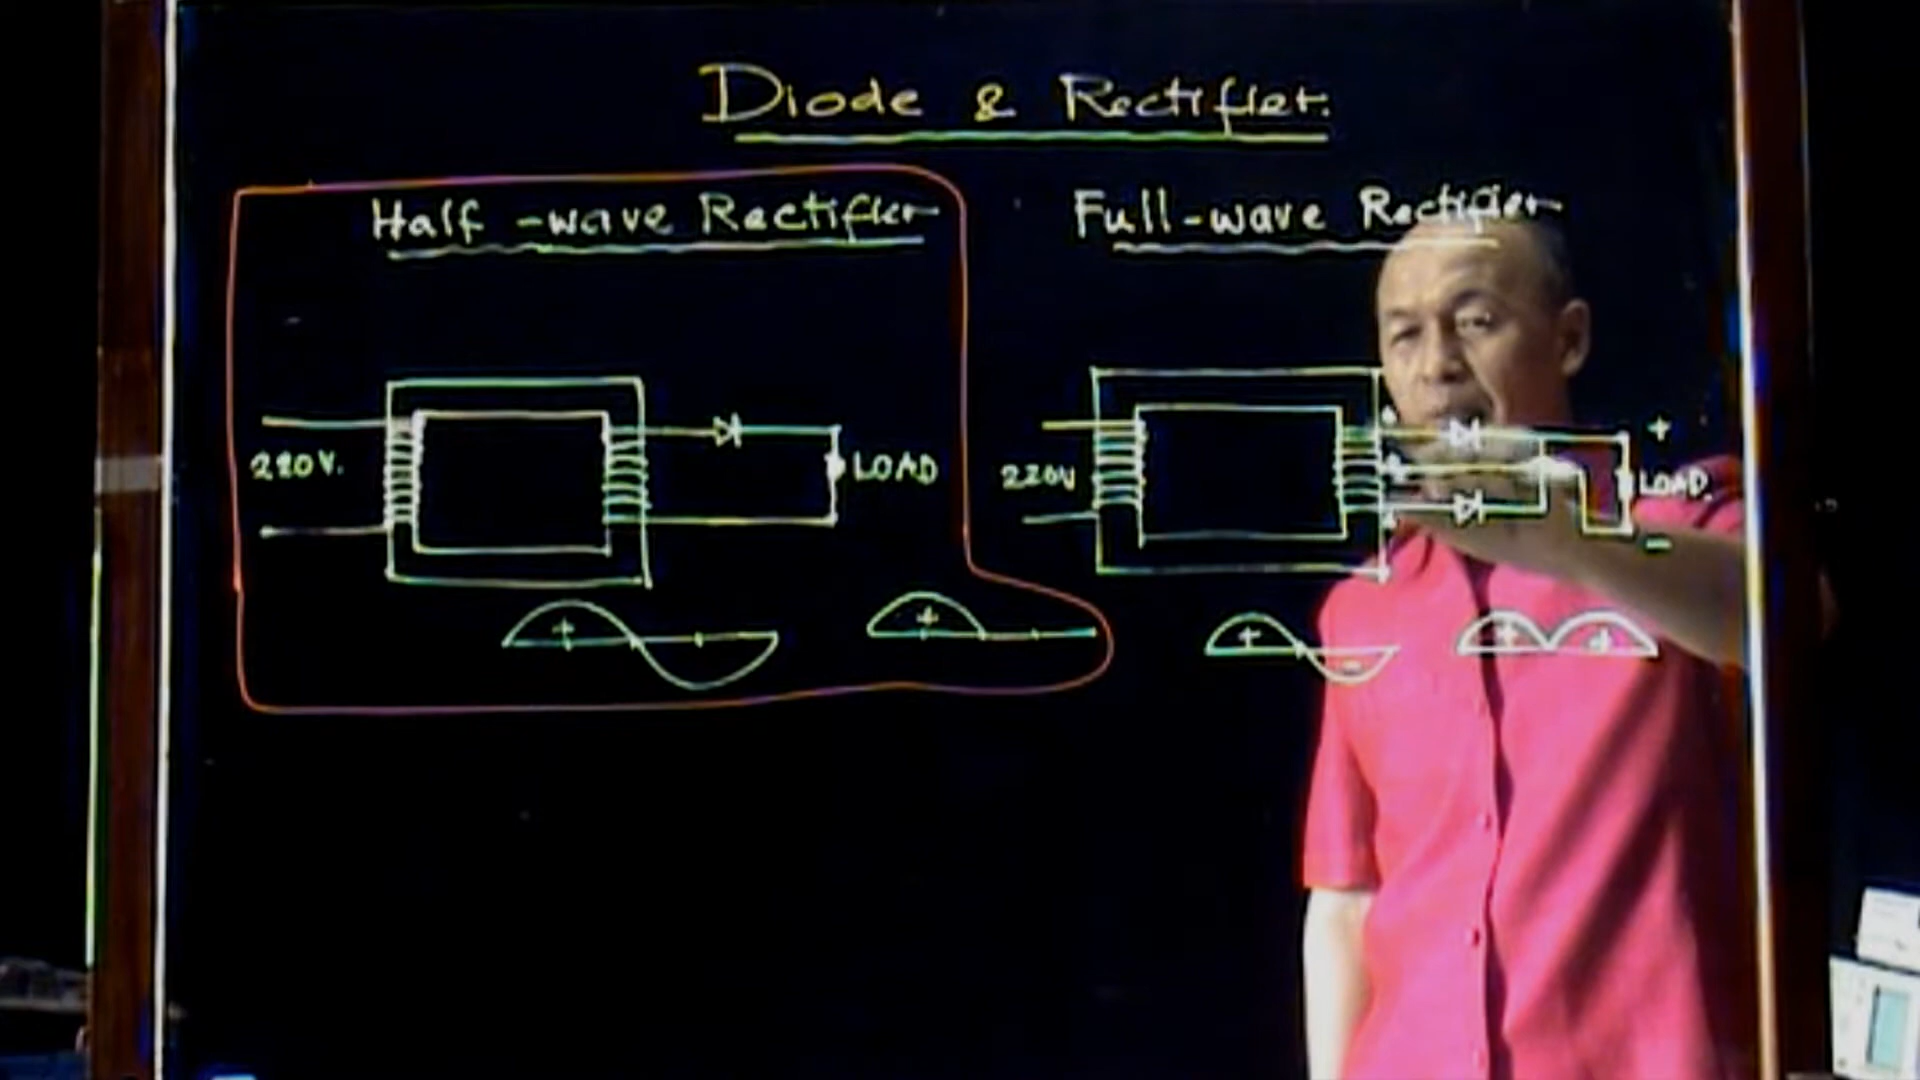 Diode & Rectifier.
Half-wave Rectifier
220V.
+
LOAD
+
Full-wave Rectifier
220V
+
LOAD.
-
+ -
+ +